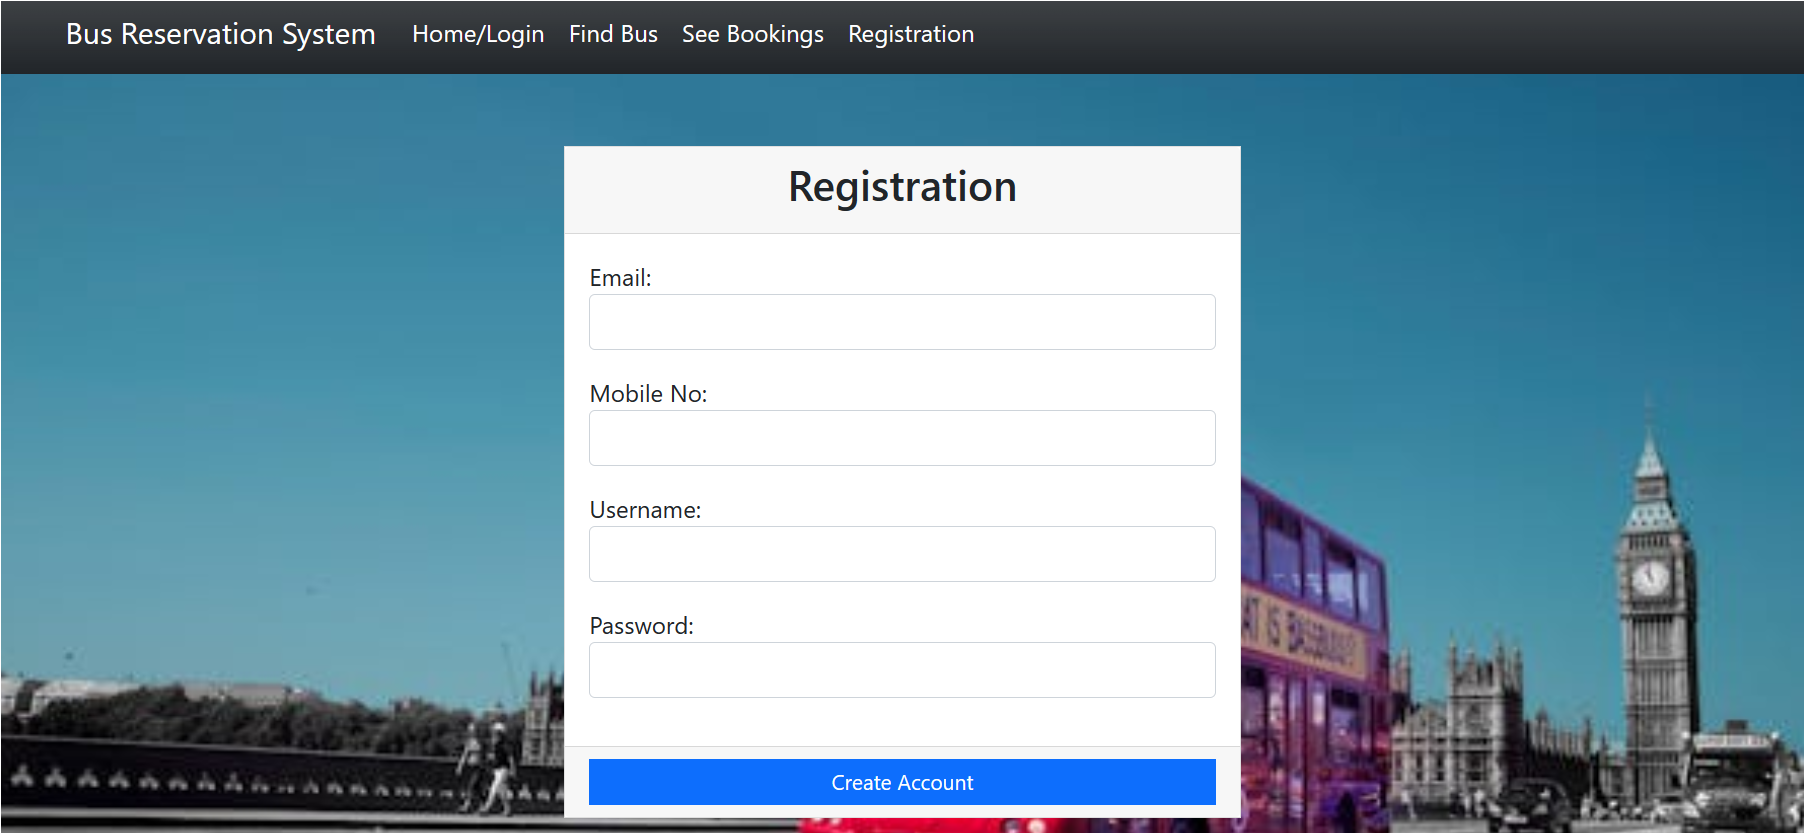 Bus Reservation System Home/Login Find Bus See Bookings Registration
Registration
Email:
Mobile No:
Username:
Password:
Create Account